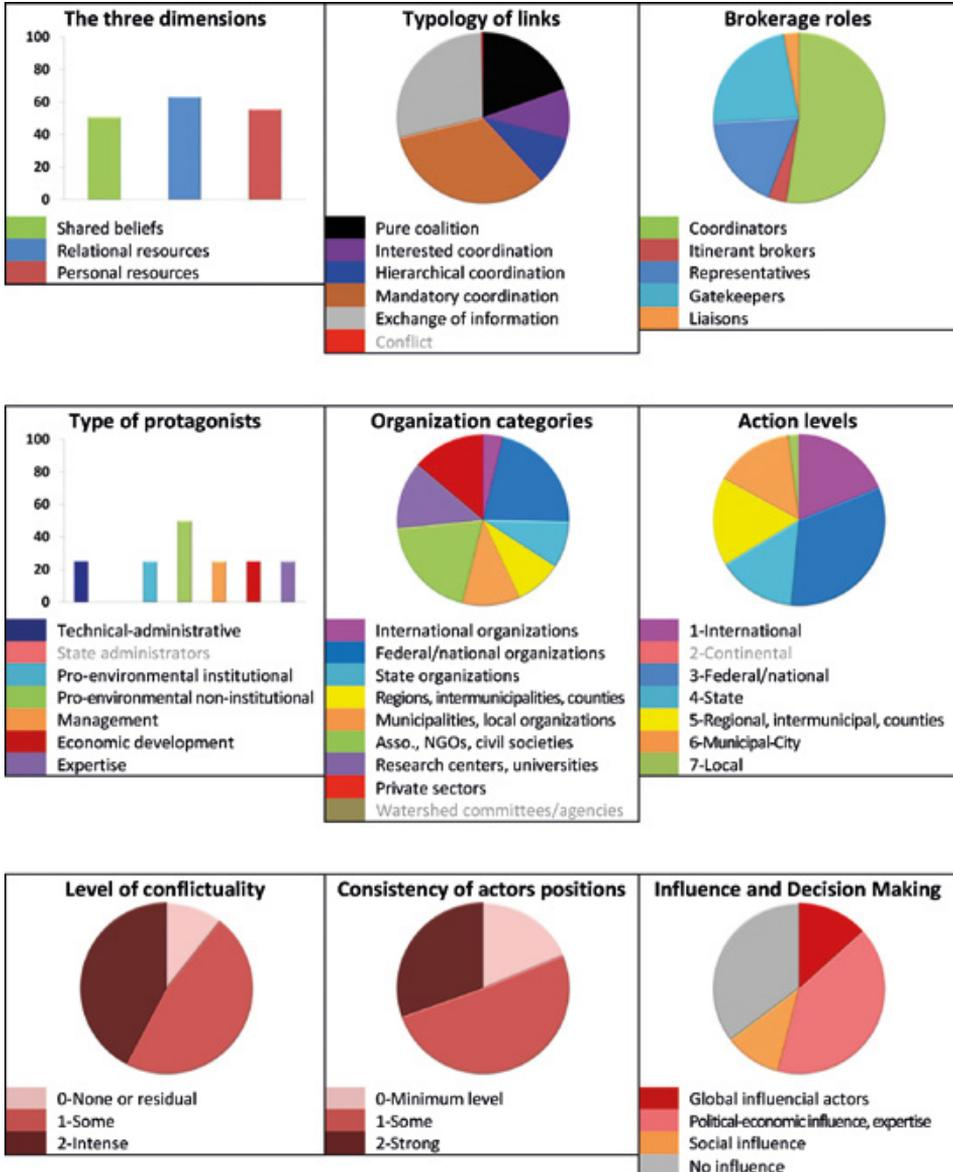 The three dimensions
100
80
60
40
20
0
Shared beliefs
Relational resources
Personal resources
Typology of links
Pure coalition
Interested coordination
Hierarchical coordination
Mandatory coordination
Exchange of information
Conflict
Brokerage roles
Coordinators
Itinerant brokers
Representatives
Gatekeepers
Liaisons
Type of protagonists
100
80
60
40
20
0
Technical-administrative
State administrators
Pro-environmental institutional
Pro-environmental non-institutional
Management
Economic development
Expertise
Organization categories
International organizations
Federal/national organizations
State organizations
Regions, intermunicipalities, counties
Municipalities, local organizations
Asso., NGOs, civil societies
Research centers, universities
Private sectors
Watershed committees/agencies
Action levels
1-International
2-Continental
3-Federal/national
4-State
5-Regional, intermunicipal, counties
6-Municipal-City
7-Local
Level of conflictuality
0-None or residual
1-Some
2-Intense
Consistency of actors positions
0-Minimum level
1-Some
2-Strong
Influence and Decision Making
Global influencial actors
Political-economic influence, expertise
Social influence
No influence